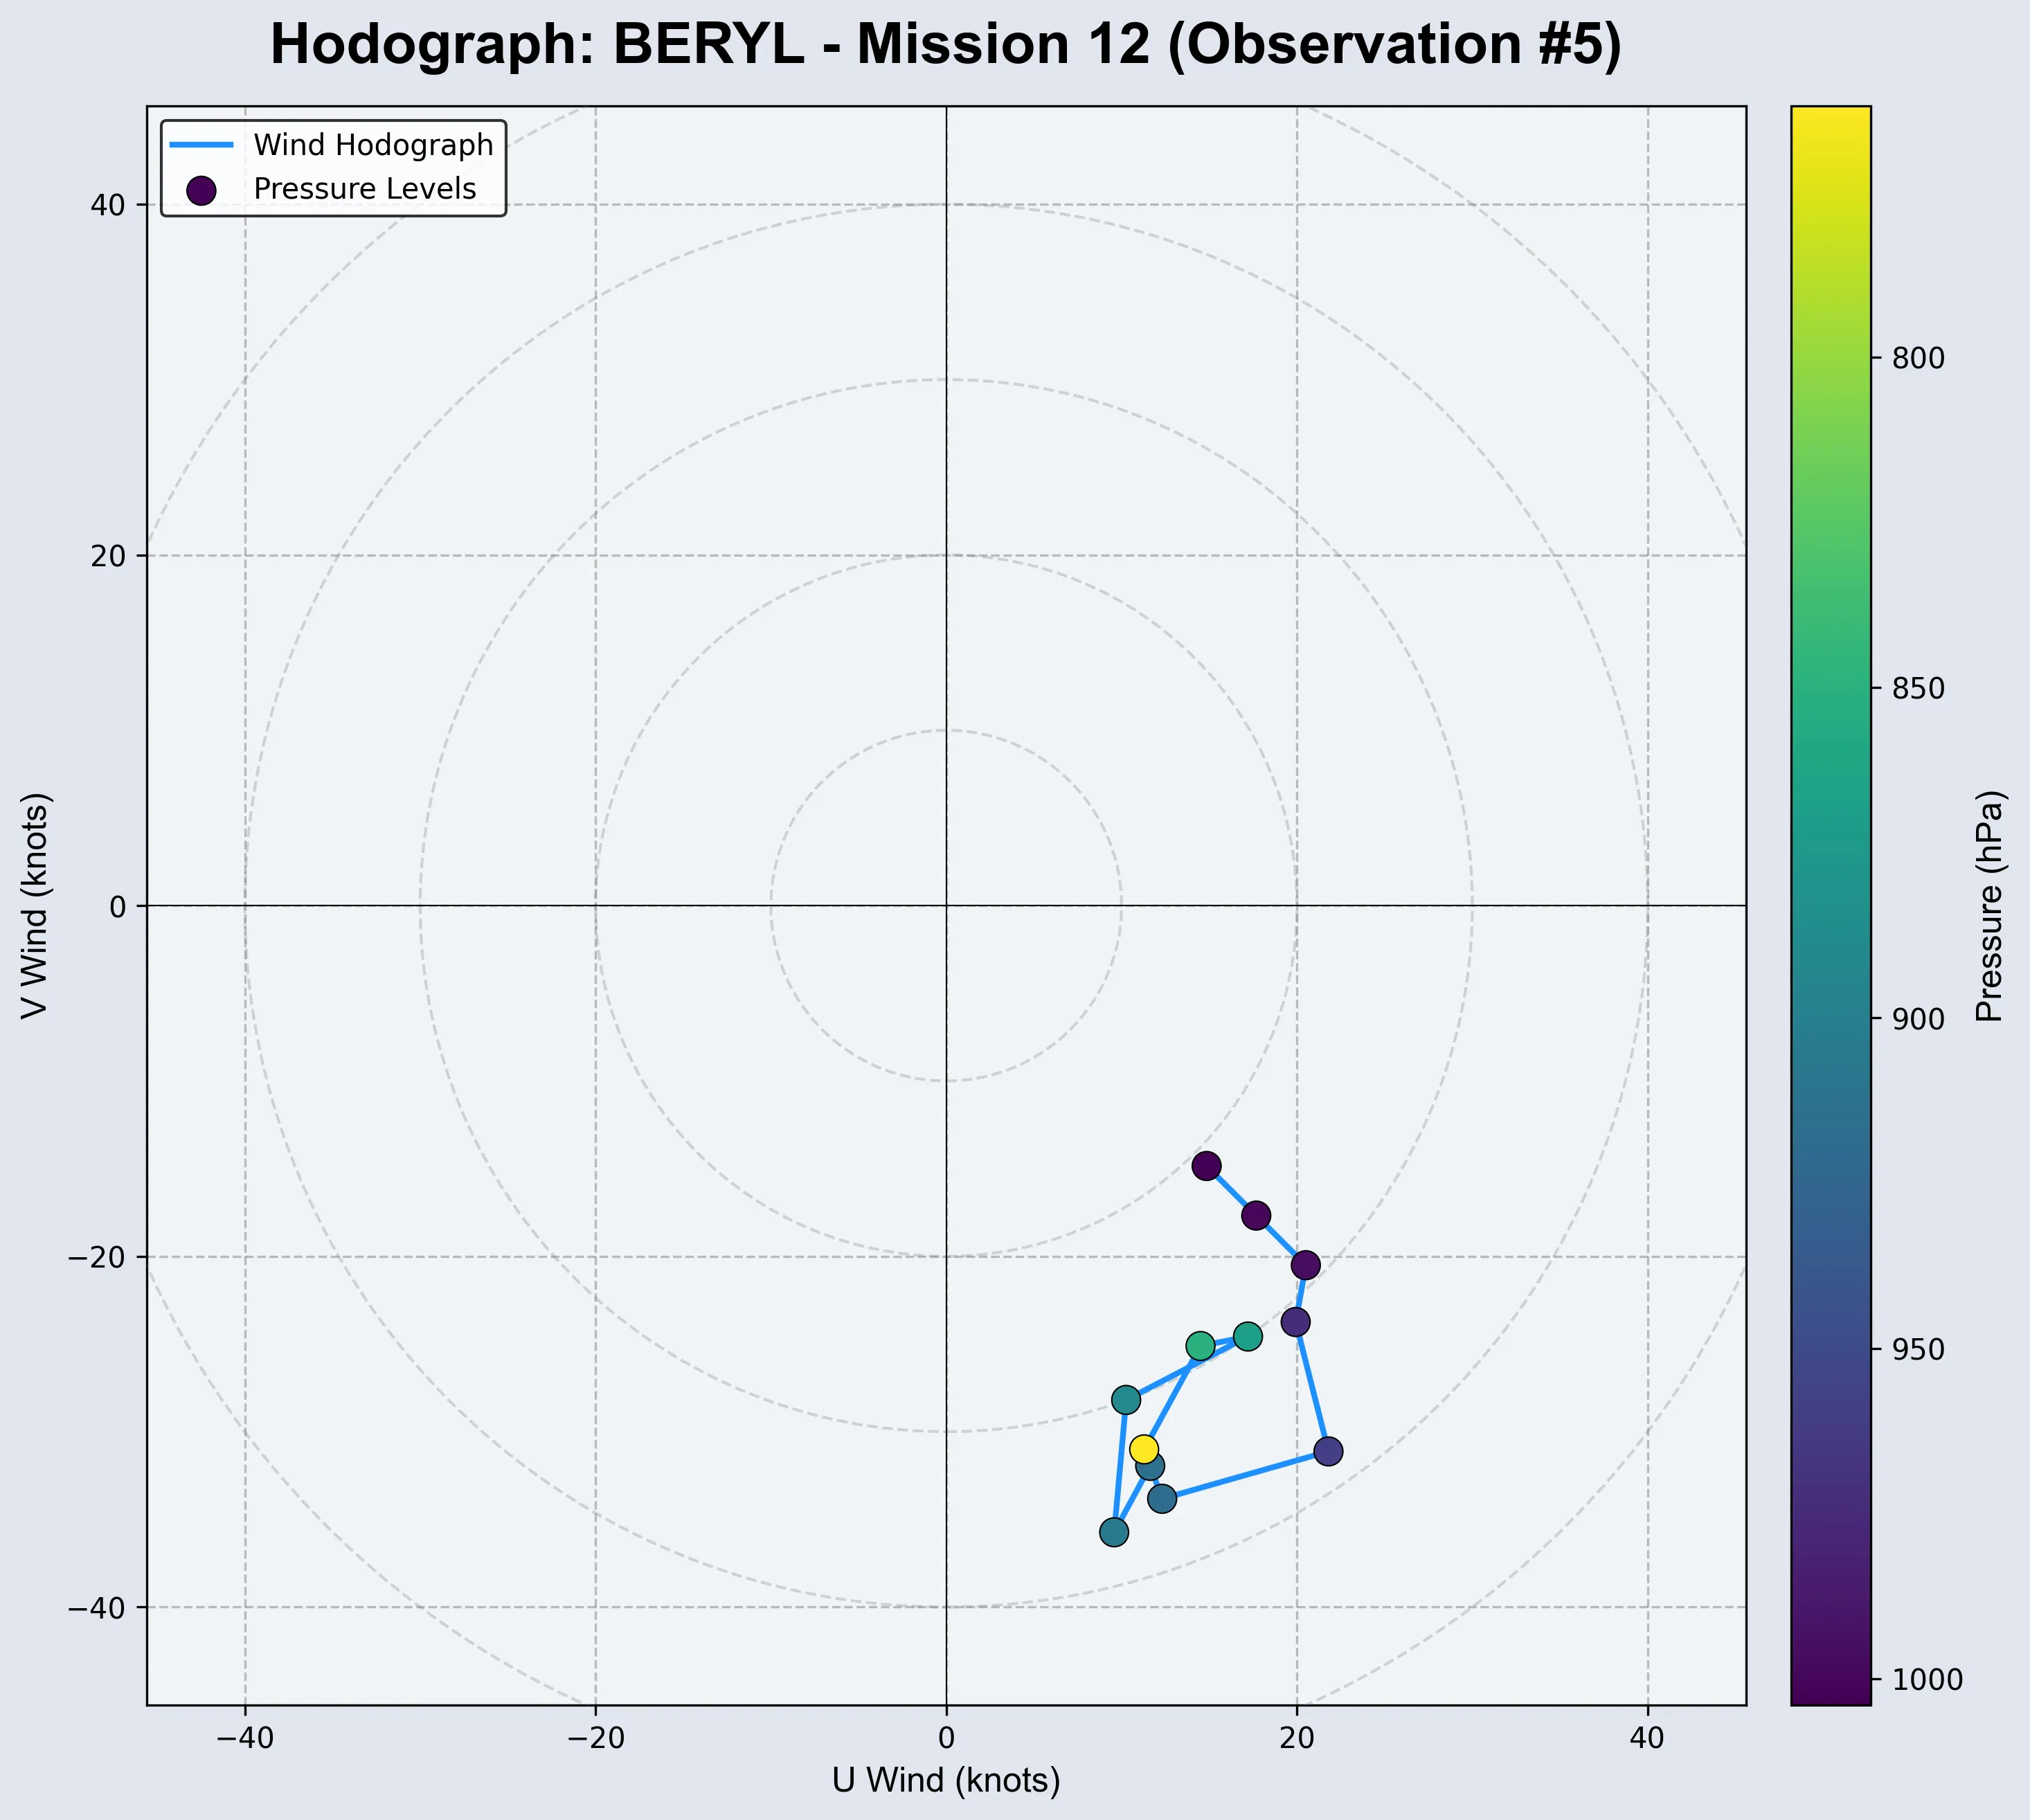 Hodograph: BERYL - Mission 12 (Observation #5)
Wind Hodograph
Pressure Levels
40
20
0
−20
−40
V Wind (knots)
−40
−20
0
20
40
U Wind (knots)
800
850
900
950
1000
Pressure (hPa)